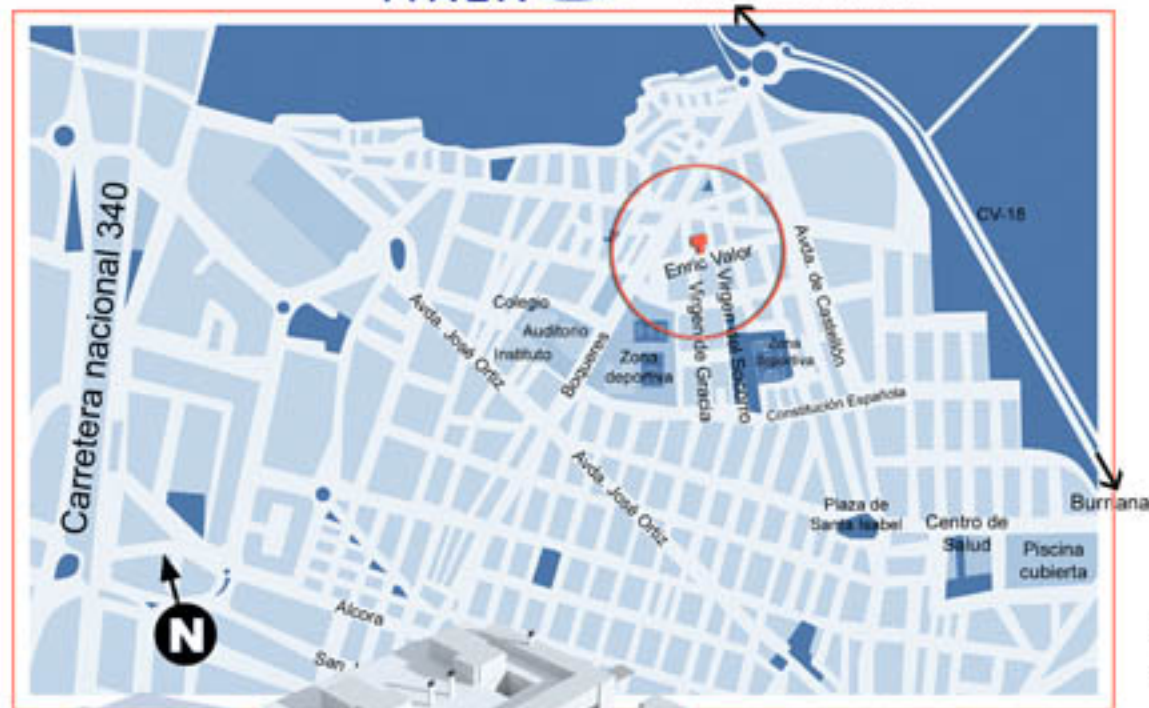 CV-18
Carretera nacional 340
Enric Valor
Avda. de Castellón
Virgen del Socorro
Virgen de Gracia
Colegio
Auditorio
Instituto
Avda. José Ortiz
Boqueres
Zona
deportiva
Zona
deportiva
Constitución Española
Avda. José Ortiz
Plaza de
Santa Isabel
Centro de
Salud
Burriana
Piscina
cubierta
Alcora
N
San